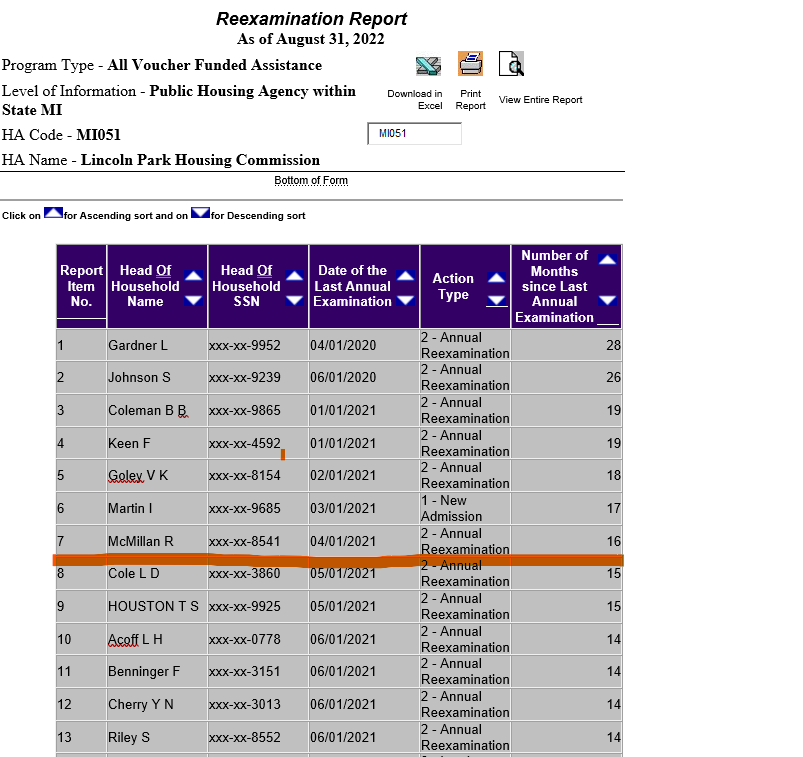 Reexamination Report
As of August 31, 2022
Program Type - All Voucher Funded Assistance
Level of Information - Public Housing Agency within
State MI
Download in Excel
Print Report
View Entire Report
HA Code - MI051
MI051
HA Name - Lincoln Park Housing Commission
Bottom of Form
Click on for Ascending sort and on for Descending sort
Report Item No. Head Of Household Name Head Of Household SSN Date of the Last Annual Examination Action Type Number of Months since Last Annual Examination
1 Gardner L xxx-xx-9952 04/01/2020 2 - Annual Reexamination 28
2 Johnson S xxx-xx-9239 06/01/2020 2 - Annual Reexamination 26
3 Coleman B B xxx-xx-9865 01/01/2021 2 - Annual Reexamination 19
4 Keen F xxx-xx-4592 01/01/2021 2 - Annual Reexamination 19
5 Goley V K xxx-xx-8154 02/01/2021 2 - Annual Reexamination 18
6 Martin I xxx-xx-9685 03/01/2021 1 - New Admission 17
7 McMillan R xxx-xx-8541 04/01/2021 2 - Annual Reexamination 16
8 Cole L D xxx-xx-3860 05/01/2021 2 - Annual Reexamination 15
9 HOUSTON T S xxx-xx-9925 05/01/2021 2 - Annual Reexamination 15
10 Acoff L H xxx-xx-0778 06/01/2021 2 - Annual Reexamination 14
11 Benninger F xxx-xx-3151 06/01/2021 2 - Annual Reexamination 14
12 Cherry Y N xxx-xx-3013 06/01/2021 2 - Annual Reexamination 14
13 Riley S xxx-xx-8552 06/01/2021 2 - Annual Reexamination 14